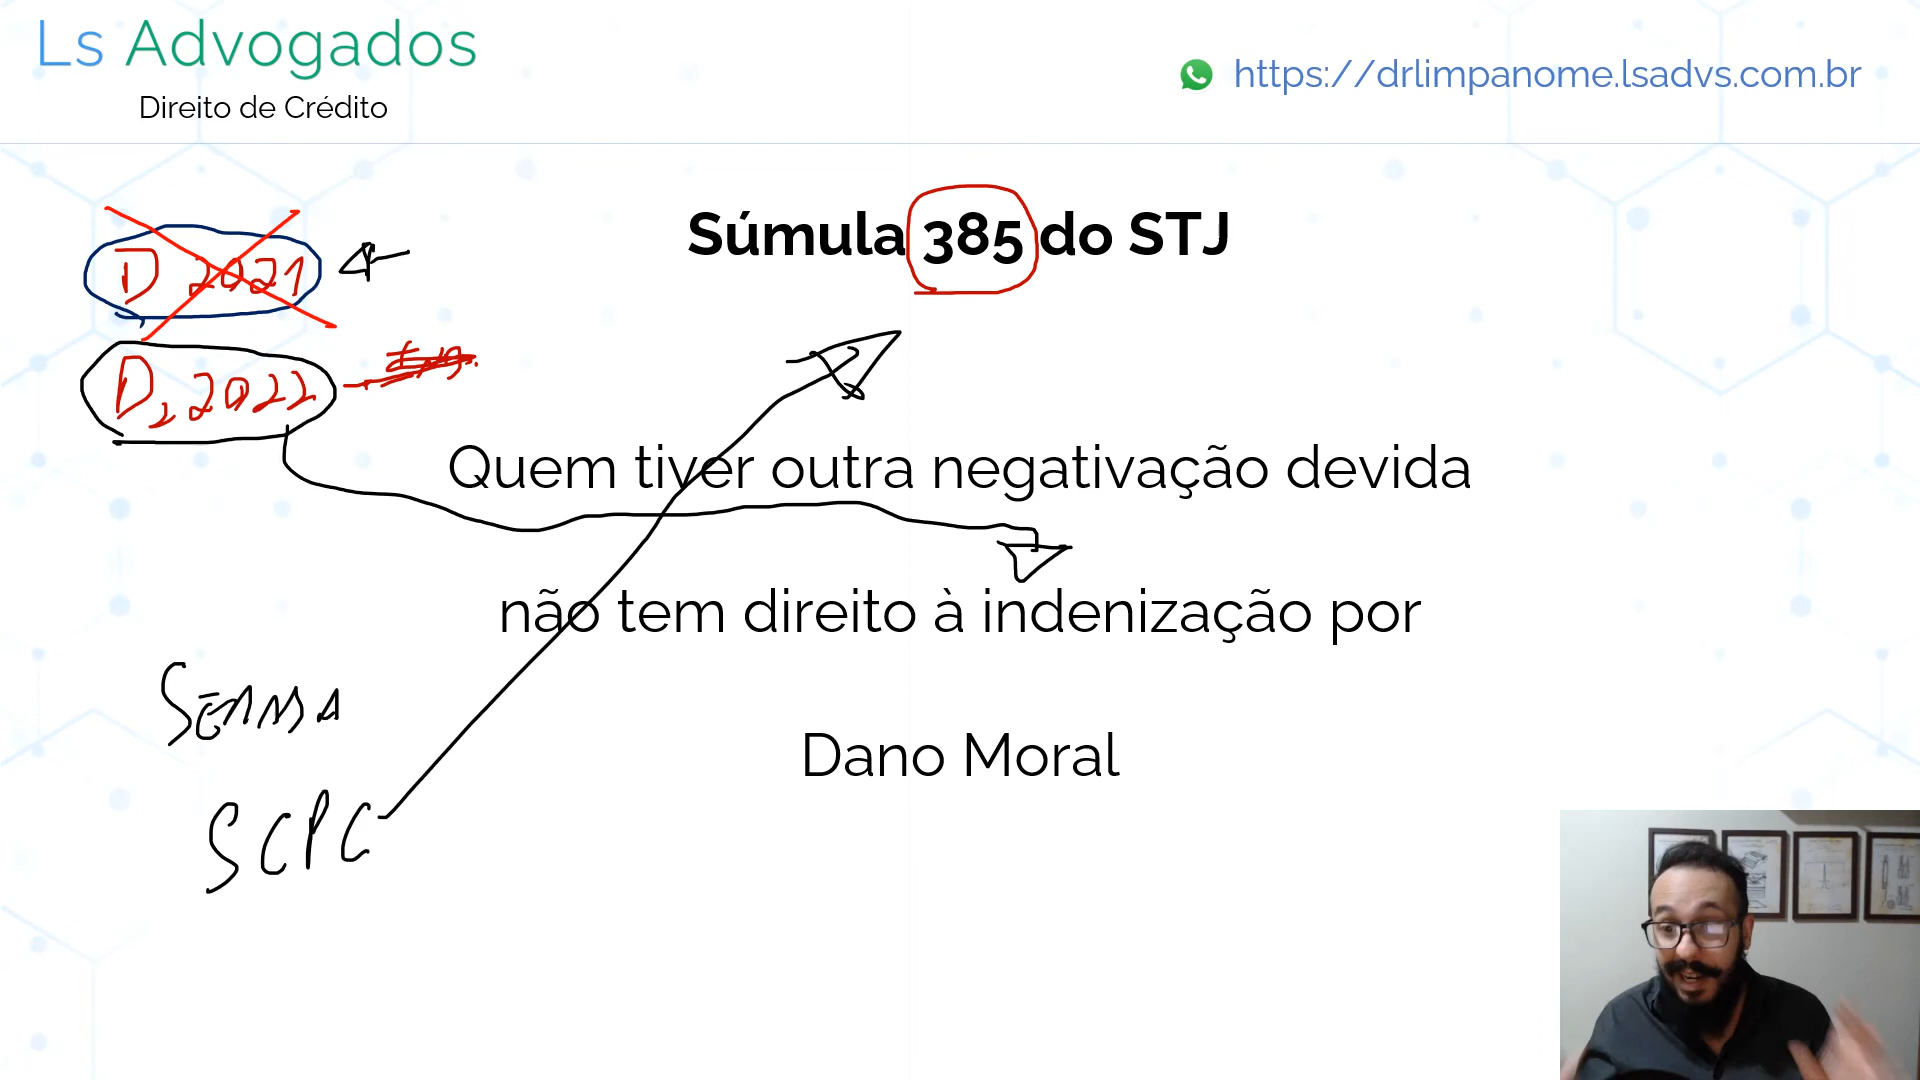 Ls Advogados
Direito de Crédito
https://drlimpanome.lsadvs.com.br
Súmula 385 do STJ
D 2021
D2 2022
Quem tiver outra negativação devida
não tem direito à indenização por
Dano Moral
SERASA
SCPC